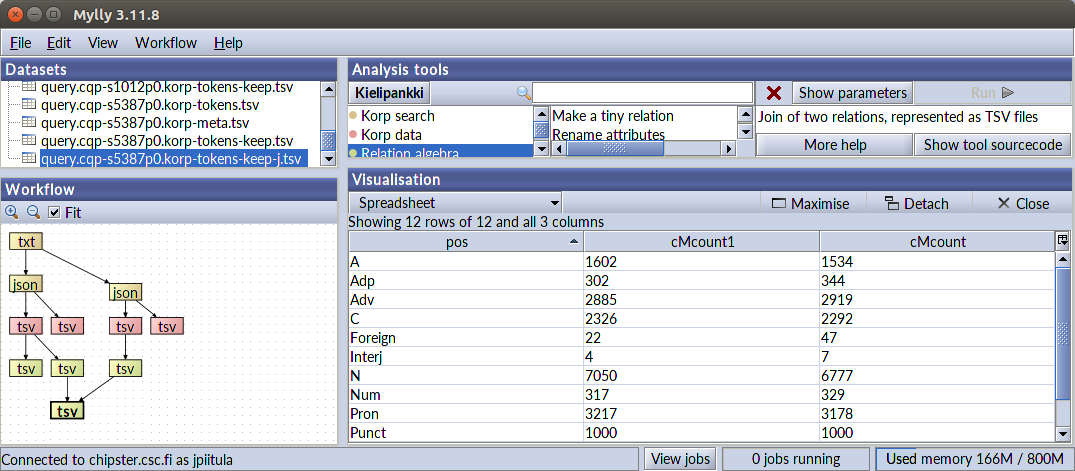 Mylly 3.11.8
File Edit View Workflow Help
Datasets
query.cqp-s1012p0.korp-tokens-keep.tsv
query.cqp-s5387p0.korp-tokens.tsv
query.cqp-s5387p0.korp-meta.tsv
query.cqp-s5387p0.korp-tokens-keep.tsv
query.cqp-s5387p0.korp-tokens-keep-j.tsv
Workflow
Fit
txt
json json
tsv tsv tsv tsv
tsv tsv tsv
tsv
Analysis tools
Kielipankki
Korp search
Korp data
Relation algebra
Make a tiny relation
Rename attributes
Show parameters Run
Join of two relations, represented as TSV files
More help Show tool sourcecode
Visualisation
Spreadsheet Maximise Detach Close
Showing 12 rows of 12 and all 3 columns
pos cMcount1 cMcount
A 1602 1534
Adp 302 344
Adv 2885 2919
C 2326 2292
Foreign 22 47
Interj 4 7
N 7050 6777
Num 317 329
Pron 3217 3178
Punct 1000 1000
Connected to chipster.csc.fi as jpiitula View jobs 0 jobs running Used memory 166M / 800M